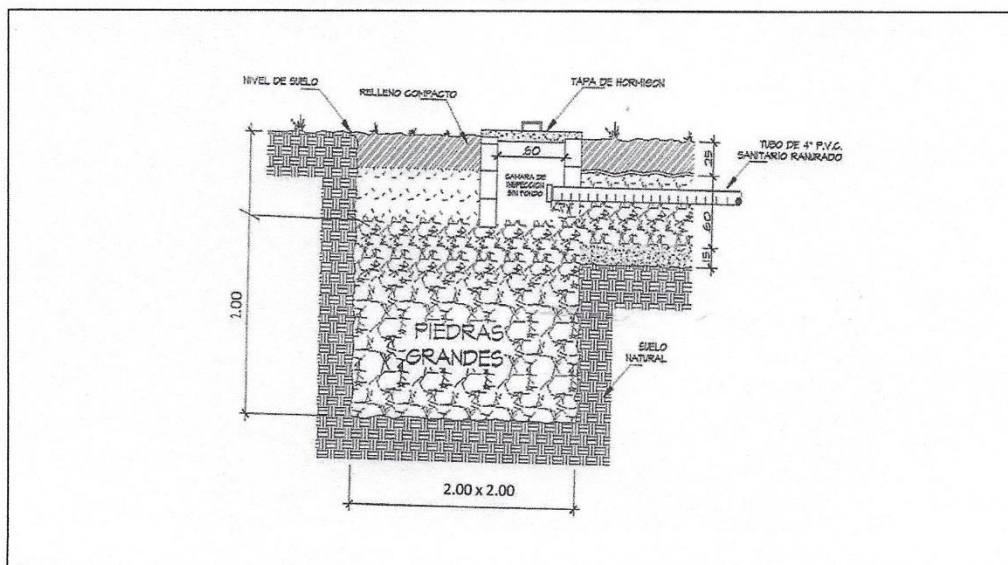 NIVEL DE SUELO
RELLENO COMPACTO
TAPA DE HORMIGON
TUBO DE 4" P.V.C.
SANITARIO RANURADO
.60
CAMARA DE
INSPECCION
SIN FONDO
25
60
15
2.00
PIEDRAS
GRANDES
SUELO
NATURAL
2.00 x 2.00